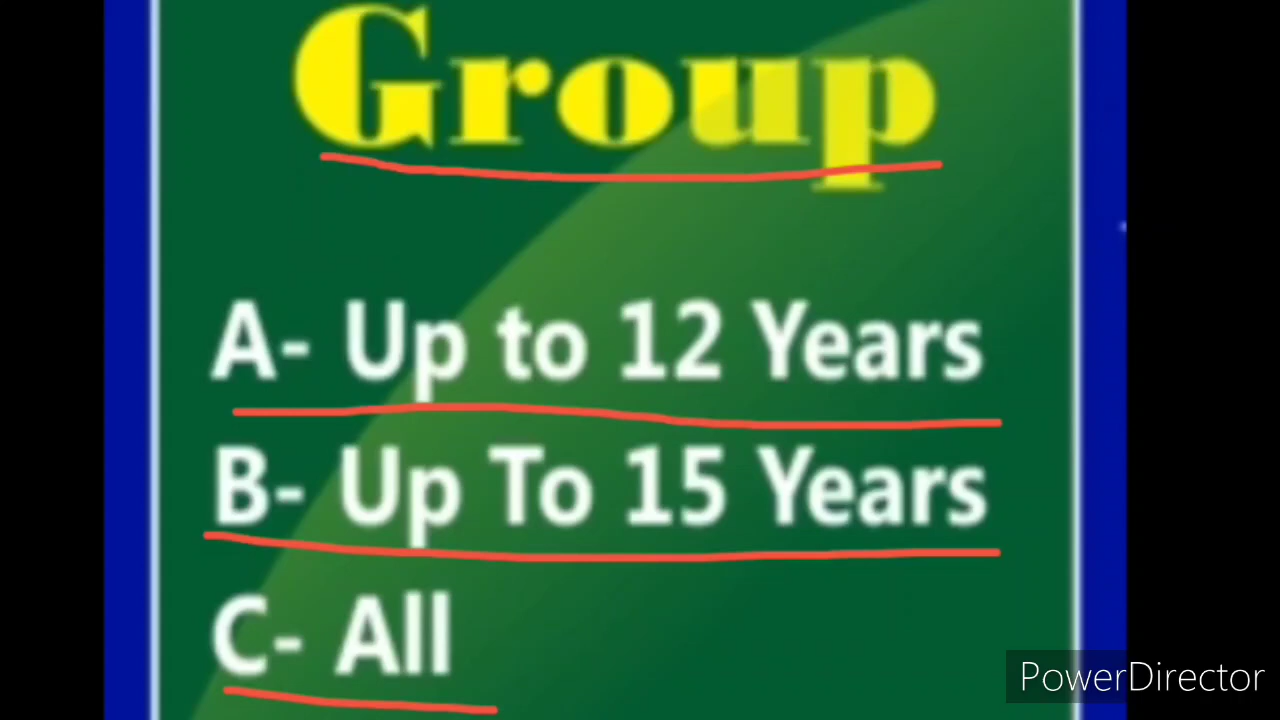 Group
A- Up to 12 Years
B- Up To 15 Years
C- All
PowerDirector